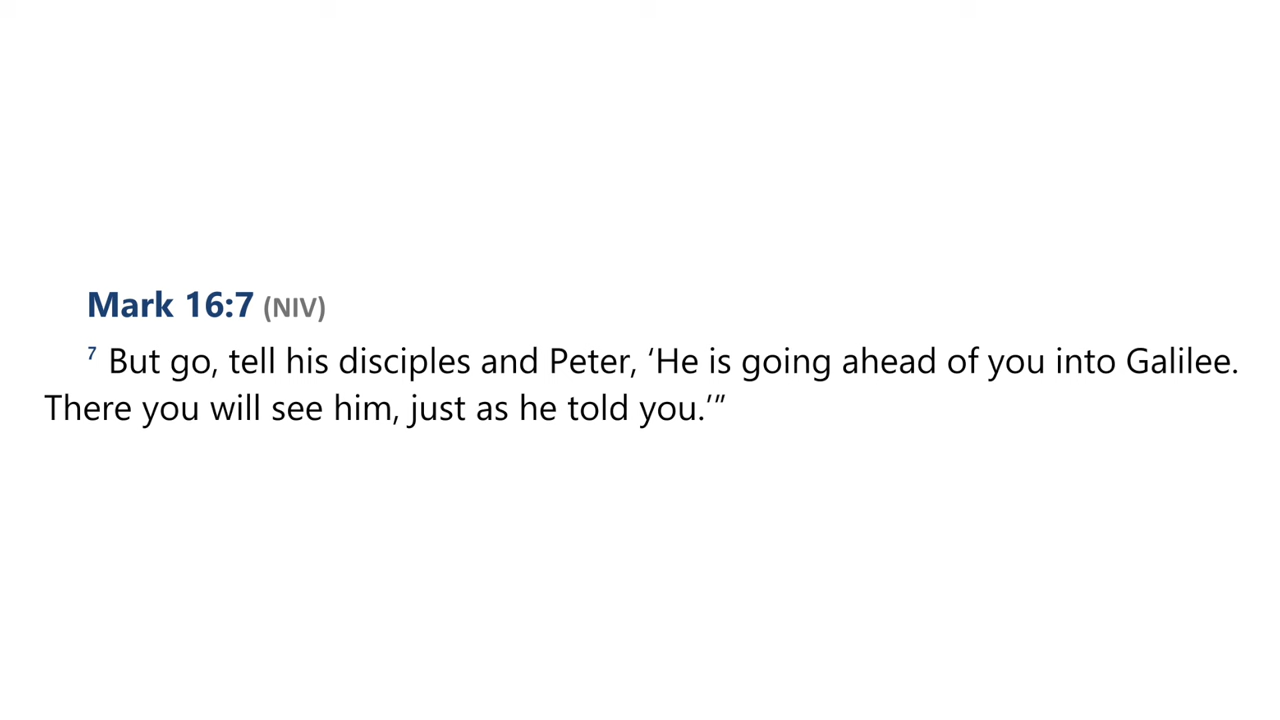 Mark 16:7 (NIV)
7 But go, tell his disciples and Peter, ‘He is going ahead of you into Galilee.
There you will see him, just as he told you.’”